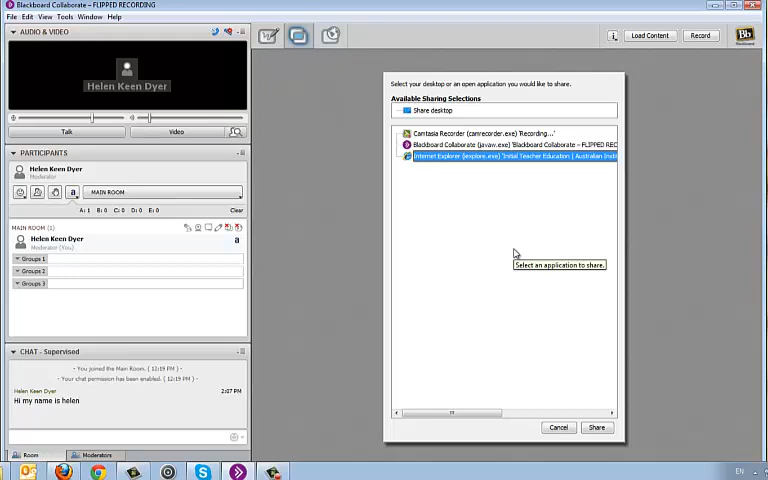 Blackboard Collaborate – FLIPPED RECORDING
File Edit View Tools Window Help
AUDIO & VIDEO
Helen Keen Dyer
Talk Video
PARTICIPANTS
Helen Keen Dyer
Moderator
a MAIN ROOM
A: 1 B: 0 C: 0 D: 0 E: 0 Clear
MAIN ROOM (1)
Helen Keen Dyer a
Moderator (You)
Groups 1
Groups 2
Groups 3
CHAT - Supervised
- You joined the Main Room. ( 12:19 PM ) -
- Your chat permission has been enabled. ( 12:19 PM ) -
Helen Keen Dyer 2:07 PM
Hi my name is helen
Room Moderators
Load Content Record Bb
Select your desktop or an open application you would like to share.
Available Sharing Selections
Share desktop
Camtasia Recorder (camrecorder.exe) 'Recording...'
Blackboard Collaborate (javaw.exe) 'Blackboard Collaborate – FLIPPED REC
Internet Explorer (iexplore.exe) 'Initial Teacher Education | Australian Insti
Select an application to share.
Cancel Share
EN